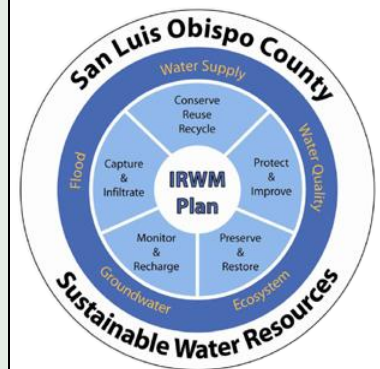 San Luis Obispo County
Water Supply
Conserve
Reuse
Recycle
Water Quality
Protect
&
Improve
Ecosystem
Preserve
&
Restore
Groundwater
Monitor
&
Recharge
Flood
Capture
&
Infiltrate
IRWM
Plan
Sustainable Water Resources